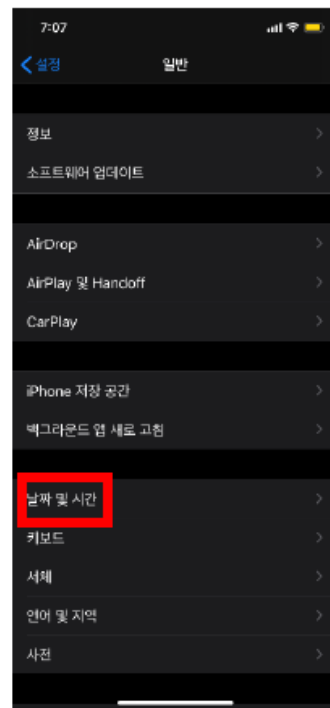 7:07
설정
일반
정보
소프트웨어 업데이트
AirDrop
AirPlay 및 Handoff
CarPlay
iPhone 저장 공간
백그라운드 앱 새로 고침
날짜 및 시간
키보드
서체
언어 및 지역
사전